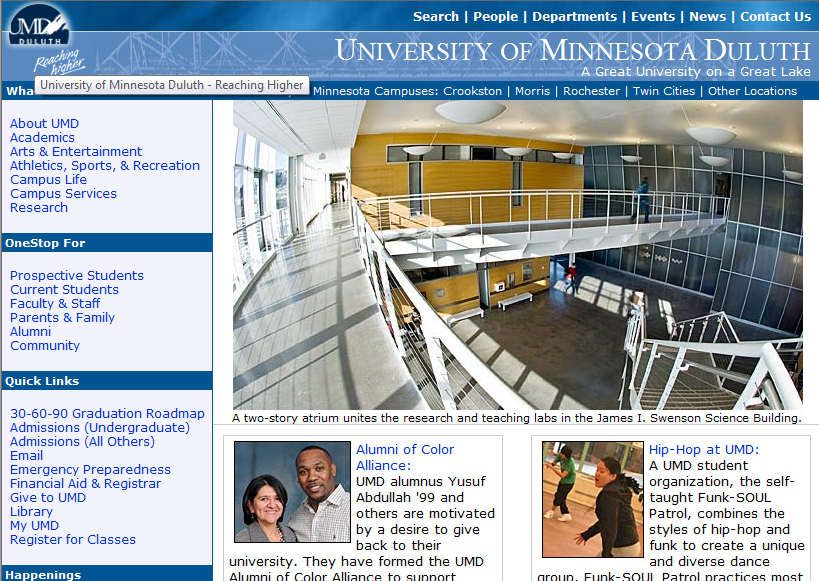 UMD
DULUTH
Reaching
higher
Search | People | Departments | Events | News | Contact Us
UNIVERSITY OF MINNESOTA DULUTH
A Great University on a Great Lake
University of Minnesota Duluth - Reaching Higher
Minnesota Campuses: Crookston | Morris | Rochester | Twin Cities | Other Locations
About UMD
Academics
Arts & Entertainment
Athletics, Sports, & Recreation
Campus Life
Campus Services
Research
OneStop For
Prospective Students
Current Students
Faculty & Staff
Parents & Family
Alumni
Community
Quick Links
30-60-90 Graduation Roadmap
Admissions (Undergraduate)
Admissions (All Others)
Email
Emergency Preparedness
Financial Aid & Registrar
Give to UMD
Library
My UMD
Register for Classes
Happenings
A two-story atrium unites the research and teaching labs in the James I. Swenson Science Building.
Alumni of Color
Alliance:
UMD alumnus Yusuf
Abdullah '99 and
others are motivated
by a desire to give
back to their
university. They have formed the UMD
Alumni of Color Alliance to support
Hip-Hop at UMD:
A UMD student
organization, the self-
taught Funk-SOUL
Patrol, combines the
styles of hip-hop and
funk to create a unique
and diverse dance
group. Funk-SOUL Patrol practices most